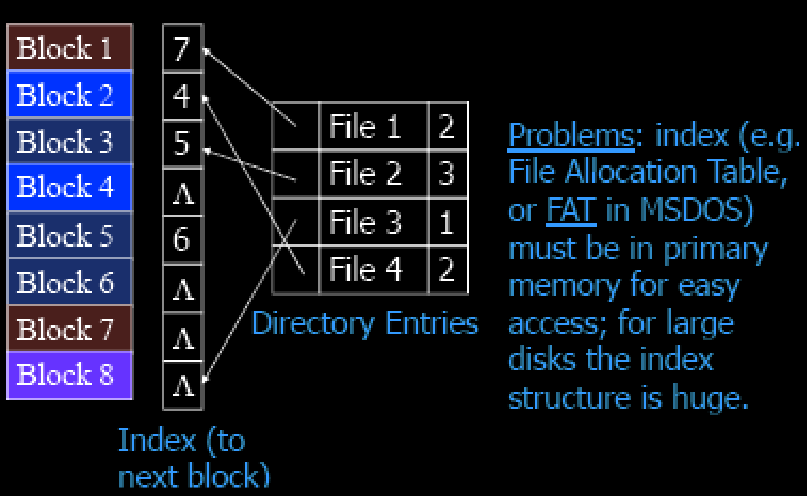 Block 1
Block 2
Block 3
Block 4
Block 5
Block 6
Block 7
Block 8
7
4
5
Λ
6
Λ
Λ
Λ
Index (to
next block)
File 1 2
File 2 3
File 3 1
File 4 2
Directory Entries
Problems: index (e.g.
File Allocation Table,
or FAT in MSDOS)
must be in primary
memory for easy
access; for large
disks the index
structure is huge.